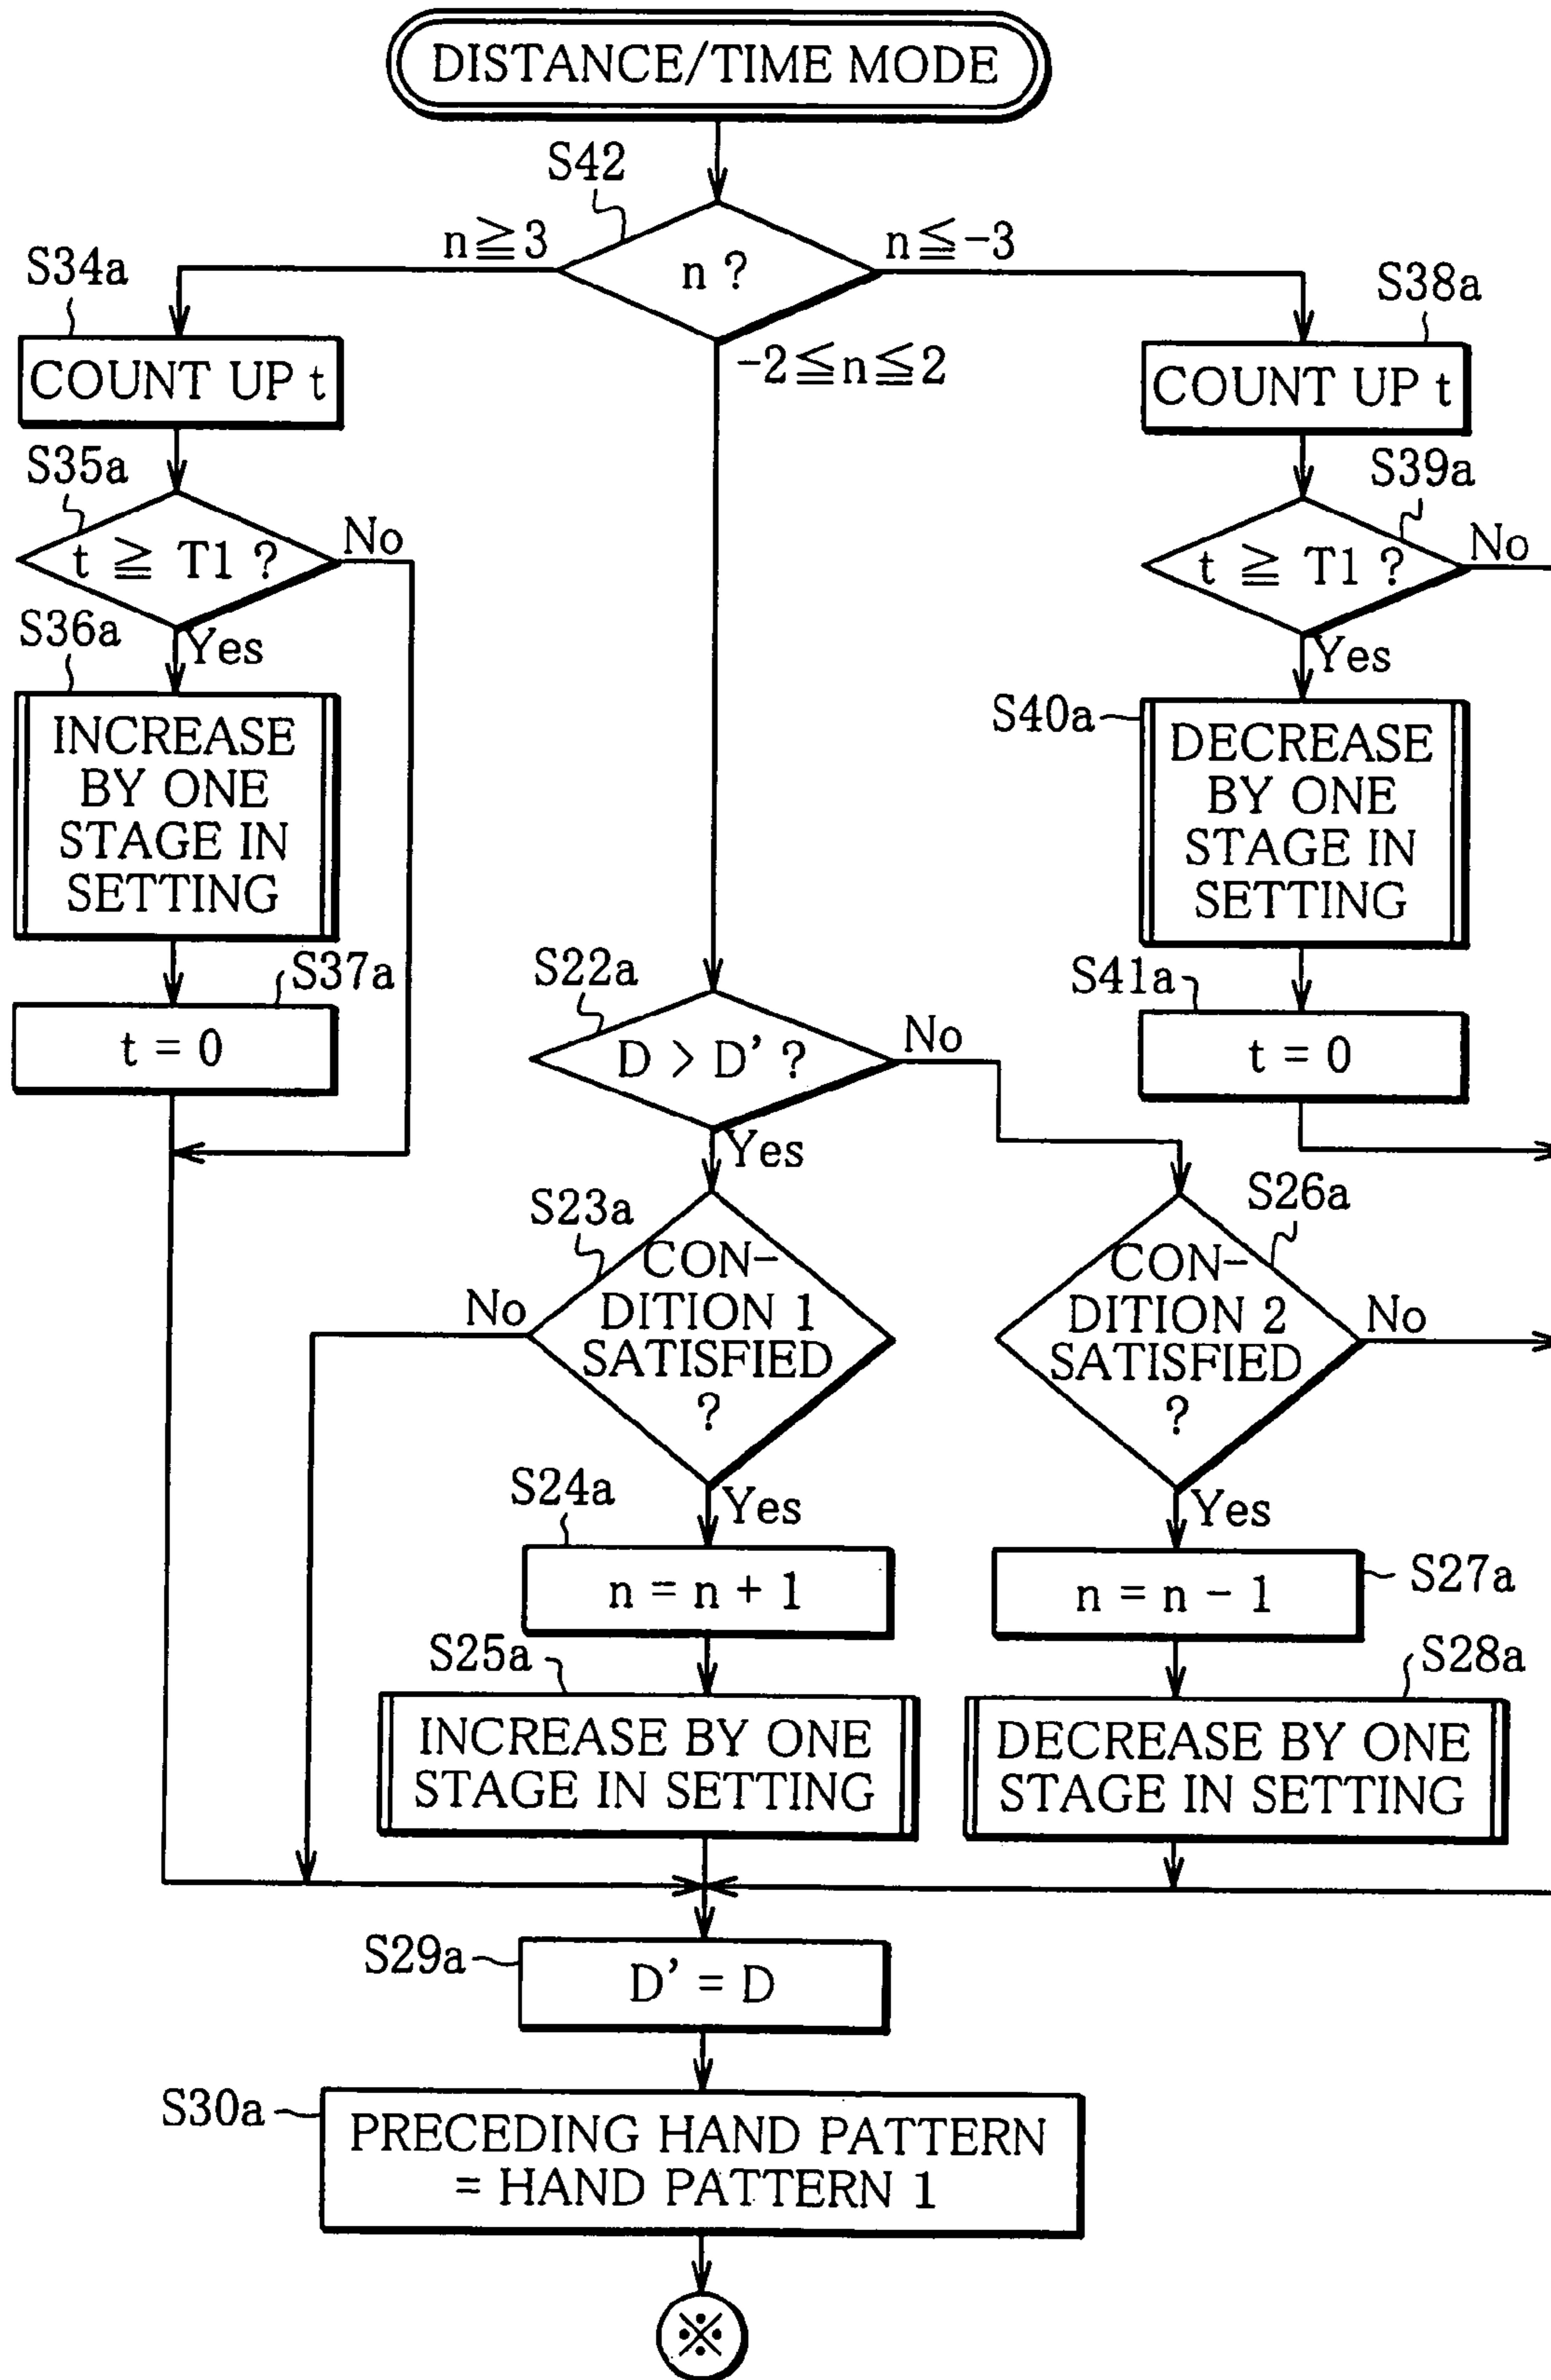 DISTANCE/TIME MODE
S42
n≧3
n ?
n≦-3
-2≦n≦2
S34a
COUNT UP t
S35a
t ≧ T1 ?
No
Yes
S36a
INCREASE
BY ONE
STAGE IN
SETTING
S37a
t = 0
S38a
COUNT UP t
S39a
t ≧ T1 ?
No
Yes
S40a
DECREASE
BY ONE
STAGE IN
SETTING
S41a
t = 0
S22a
D > D' ?
No
Yes
S23a
CON-
DITION 1
SATISFIED
?
No
Yes
S24a
n = n + 1
S25a
INCREASE BY ONE
STAGE IN SETTING
S26a
CON-
DITION 2
SATISFIED
?
No
Yes
S27a
n = n - 1
S28a
DECREASE BY ONE
STAGE IN SETTING
S29a
D' = D
S30a
PRECEDING HAND PATTERN
= HAND PATTERN 1
※